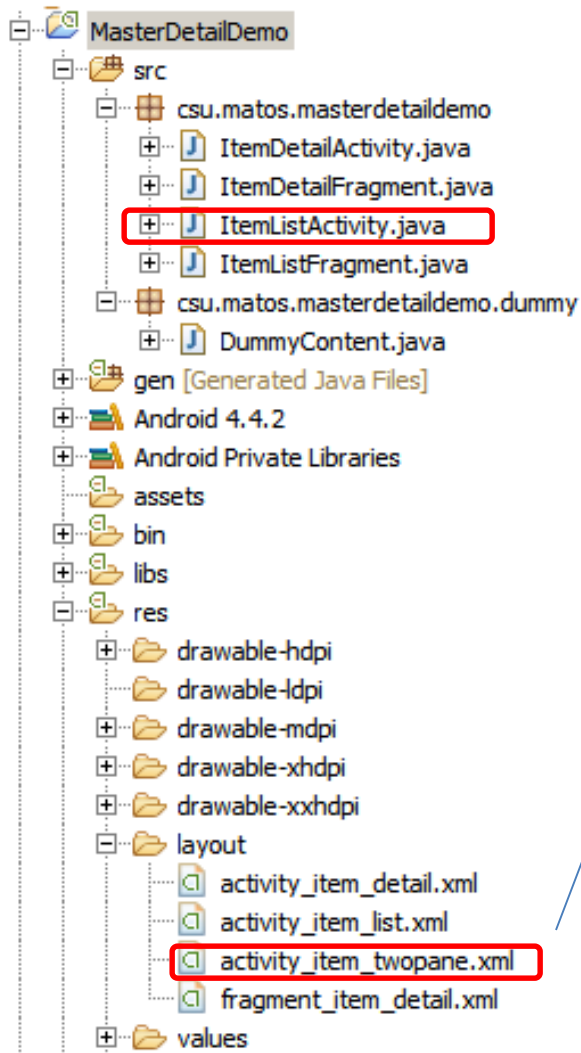 MasterDetailDemo
src
csu.matos.masterdetaildemo
ItemDetailActivity.java
ItemDetailFragment.java
ItemListActivity.java
ItemListFragment.java
csu.matos.masterdetaildemo.dummy
DummyContent.java
gen [Generated Java Files]
Android 4.4.2
Android Private Libraries
assets
bin
libs
res
drawable-hdpi
drawable-ldpi
drawable-mdpi
drawable-xhdpi
drawable-xxhdpi
layout
activity_item_detail.xml
activity_item_list.xml
activity_item_twopane.xml
fragment_item_detail.xml
values